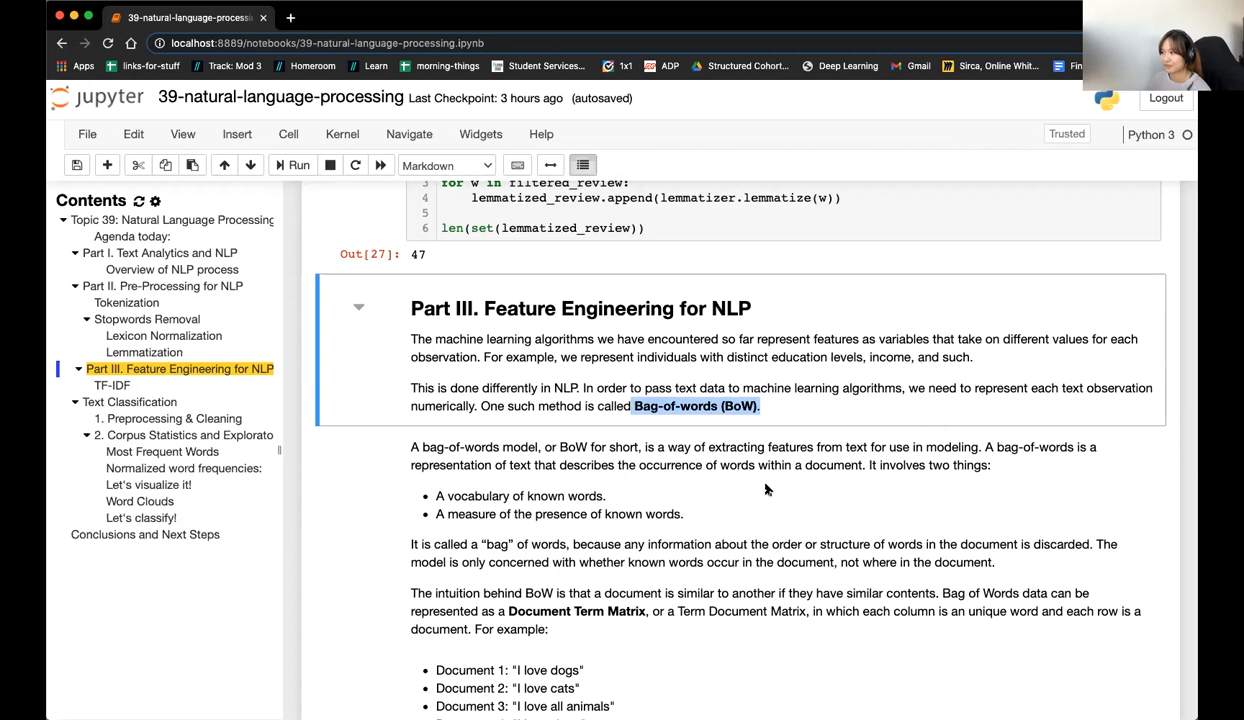 39-natural-language-processi
localhost:8889/notebooks/39-natural-language-processing.ipynb
Apps links-for-stuff Track: Mod 3 Homeroom Learn morning-things Student Services... 1x1 ADP Structured Cohort... Deep Learning Gmail Sirca, Online Whit... Fin
jupyter 39-natural-language-processing Last Checkpoint: 3 hours ago (autosaved) Logout
File Edit View Insert Cell Kernel Navigate Widgets Help Trusted Python 3
Run Markdown
Contents
Topic 39: Natural Language Processing
Agenda today:
Part I. Text Analytics and NLP
Overview of NLP process
Part II. Pre-Processing for NLP
Tokenization
Stopwords Removal
Lexicon Normalization
Lemmatization
Part III. Feature Engineering for NLP
TF-IDF
Text Classification
1. Preprocessing & Cleaning
2. Corpus Statistics and Explorato
Most Frequent Words
Normalized word frequencies:
Let's visualize it!
Word Clouds
Let's classify!
Conclusions and Next Steps
3 for w in filtered_review:
4 lemmatized_review.append(lemmatizer.lemmatize(w))
5
6 len(set(lemmatized_review))
Out[27]: 47
Part III. Feature Engineering for NLP
The machine learning algorithms we have encountered so far represent features as variables that take on different values for each
observation. For example, we represent individuals with distinct education levels, income, and such.
This is done differently in NLP. In order to pass text data to machine learning algorithms, we need to represent each text observation
numerically. One such method is called Bag-of-words (BoW).
A bag-of-words model, or BoW for short, is a way of extracting features from text for use in modeling. A bag-of-words is a
representation of text that describes the occurrence of words within a document. It involves two things:
• A vocabulary of known words.
• A measure of the presence of known words.
It is called a “bag” of words, because any information about the order or structure of words in the document is discarded. The
model is only concerned with whether known words occur in the document, not where in the document.
The intuition behind BoW is that a document is similar to another if they have similar contents. Bag of Words data can be
represented as a Document Term Matrix, or a Term Document Matrix, in which each column is an unique word and each row is a
document. For example:
• Document 1: "I love dogs"
• Document 2: "I love cats"
• Document 3: "I love all animals"